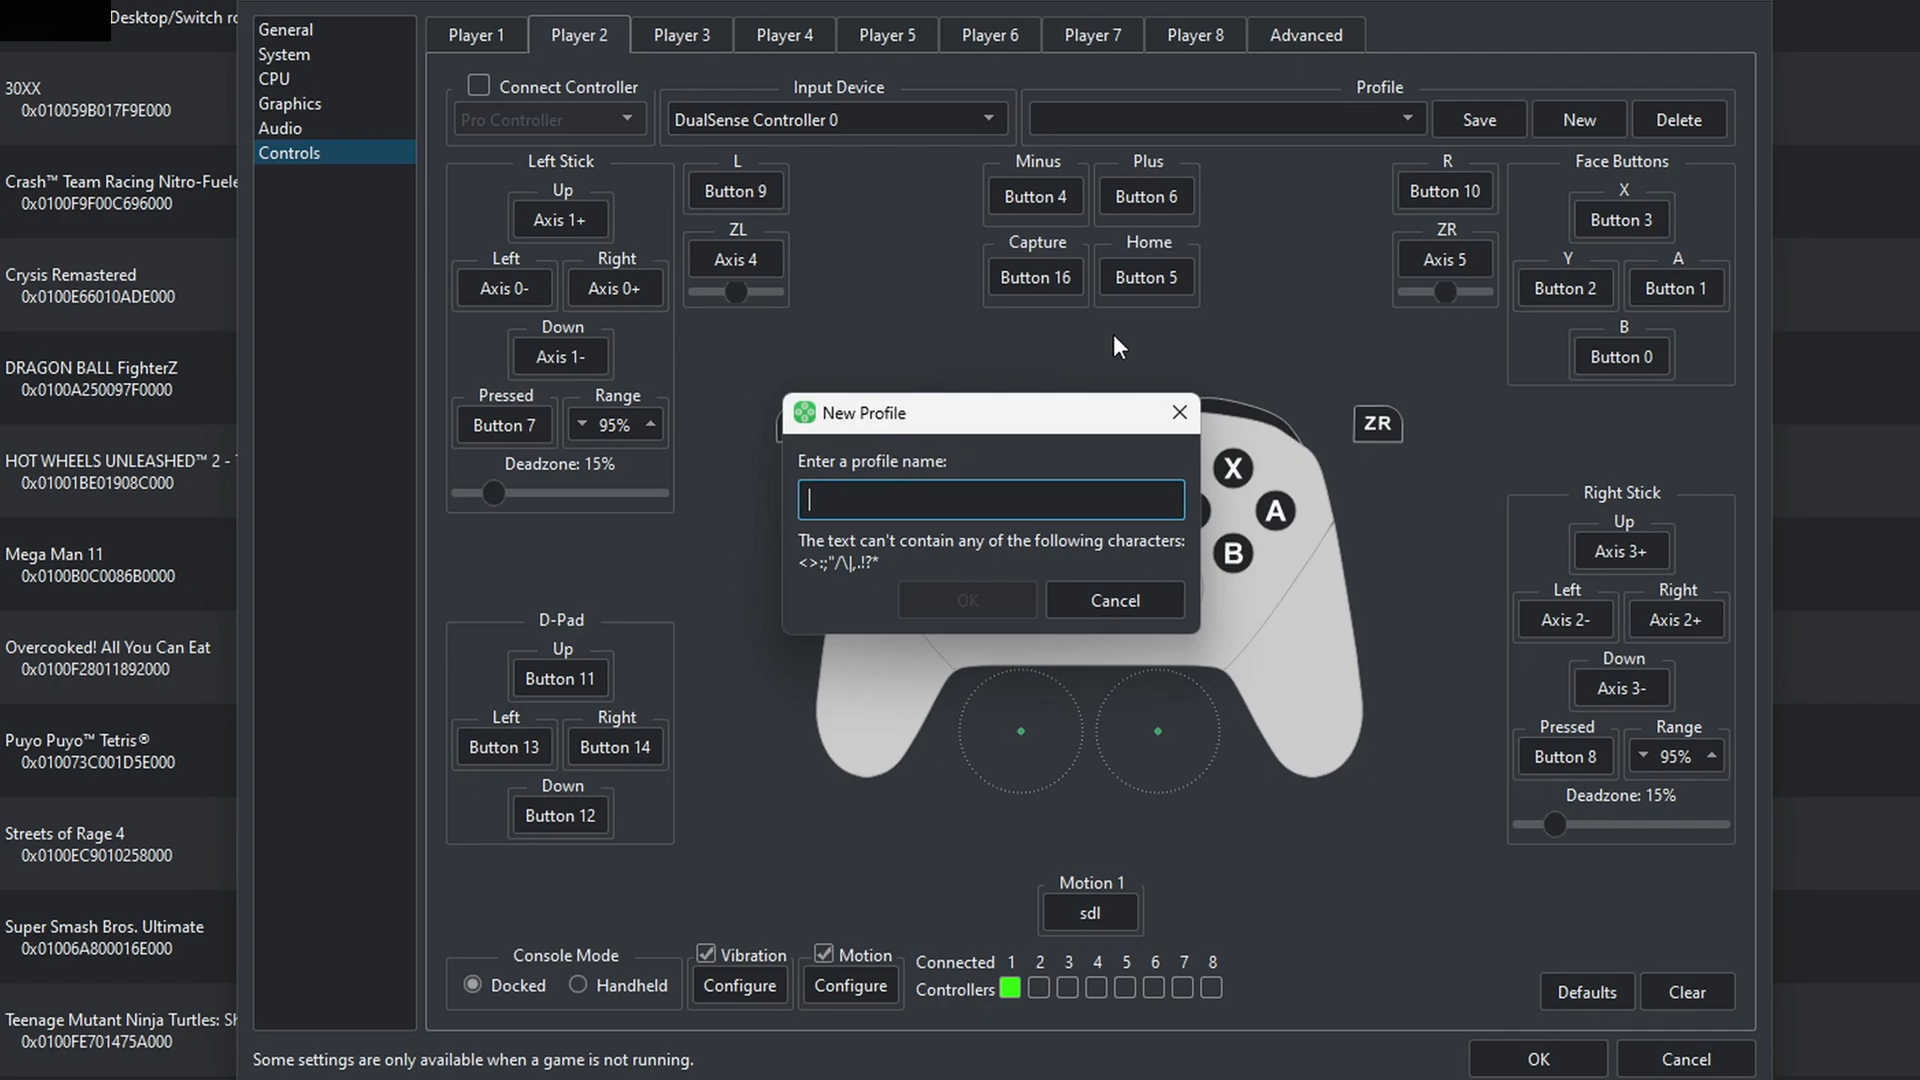 Desktop/Switch ro
30XX
0x010059B017F9E000
Crash™ Team Racing Nitro-Fuele
0x0100F9F00C696000
Crysis Remastered
0x0100E66010ADE000
DRAGON BALL FighterZ
0x0100A250097F0000
HOT WHEELS UNLEASHED™ 2 - T
0x01001BE01908C000
Mega Man 11
0x0100B0C0086B0000
Overcooked! All You Can Eat
0x0100F28011892000
Puyo Puyo™ Tetris®
0x010073C001D5E000
Streets of Rage 4
0x0100EC9010258000
Super Smash Bros. Ultimate
0x01006A800016E000
Teenage Mutant Ninja Turtles: Sh
0x0100FE701475A000
General
System
CPU
Graphics
Audio
Controls
Player 1 Player 2 Player 3 Player 4 Player 5 Player 6 Player 7 Player 8 Advanced
Connect Controller Input Device Profile
Pro Controller DualSense Controller 0 Save New Delete
Left Stick
Up
Axis 1+
Left Right
Axis 0- Axis 0+
Down
Axis 1-
Pressed Range
Button 7 95%
Deadzone: 15%
L
Button 9
ZL
Axis 4
Minus Plus
Button 4 Button 6
Capture Home
Button 16 Button 5
R
Button 10
ZR
Axis 5
Face Buttons
X
Button 3
Y A
Button 2 Button 1
B
Button 0
ZR
X
A
B
New Profile
Enter a profile name:
The text can't contain any of the following characters:
<>:;"/\|,.!?*
OK Cancel
D-Pad
Up
Button 11
Left Right
Button 13 Button 14
Down
Button 12
Right Stick
Up
Axis 3+
Left Right
Axis 2- Axis 2+
Down
Axis 3-
Pressed Range
Button 8 95%
Deadzone: 15%
Motion 1
sdl
Console Mode
Docked Handheld
Vibration
Configure
Motion
Configure
Connected 1 2 3 4 5 6 7 8
Controllers
Defaults Clear
Some settings are only available when a game is not running.
OK Cancel